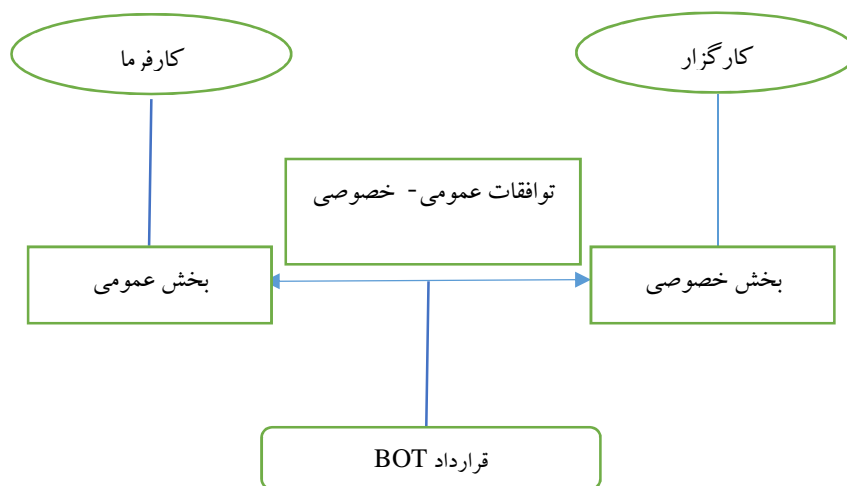 کارگزار
کارفرما
توافقات عمومی- خصوصی
بخش خصوصی
بخش عمومی
قرارداد BOT